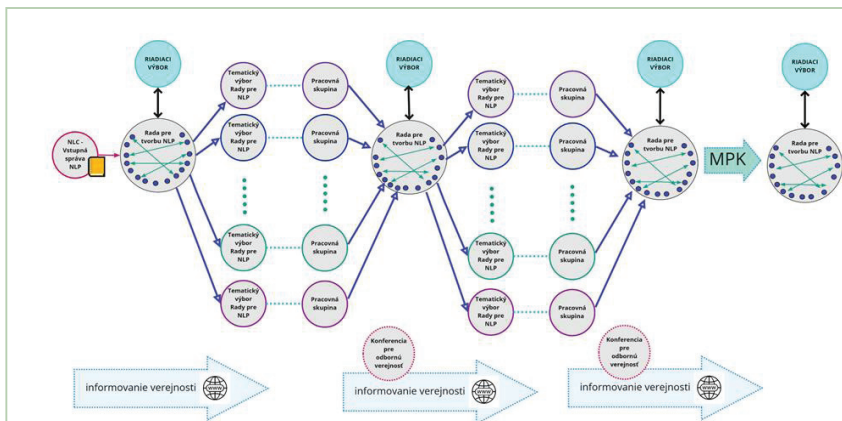 RIADIACI
VÝBOR
RIADIACI
VÝBOR
RIADIACI
VÝBOR
RIADIACI
VÝBOR
NLC -
Vstupná
správa
NLP
Rada pre
tvorbu NLP
Tematický
výbor
Rady pre
NLP
Pracovná
skupina
Tematický
výbor
Rady pre
NLP
Pracovná
skupina
Tematický
výbor
Rady pre
NLP
Pracovná
skupina
Tematický
výbor
Rady pre
NLP
Pracovná
skupina
Rada pre
tvorbu NLP
Tematický
výbor
Rady pre
NLP
Pracovná
skupina
Tematický
výbor
Rady pre
NLP
Pracovná
skupina
Tematický
výbor
Rady pre
NLP
Pracovná
skupina
Tematický
výbor
Rady pre
NLP
Pracovná
skupina
Rada pre
tvorbu NLP
MPK
Rada pre
tvorbu NLP
informovanie verejnosti
www
Konferencia
pre
odbornú
verejnosť
informovanie verejnosti
www
Konferencia
pre
odbornú
verejnosť
informovanie verejnosti
www